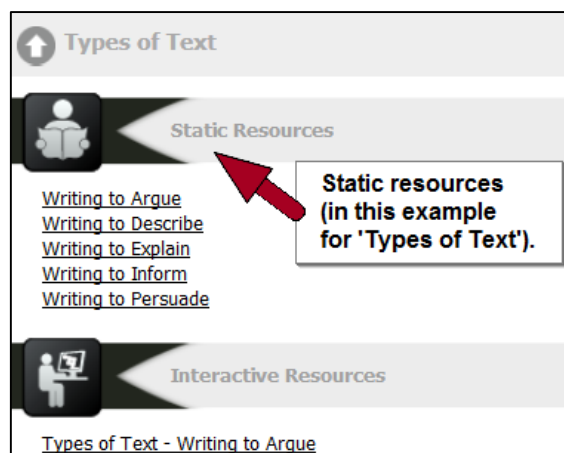 Types of Text
Static Resources
Static resources
(in this example
for 'Types of Text').
Writing to Argue
Writing to Describe
Writing to Explain
Writing to Inform
Writing to Persuade
Interactive Resources
Types of Text - Writing to Argue